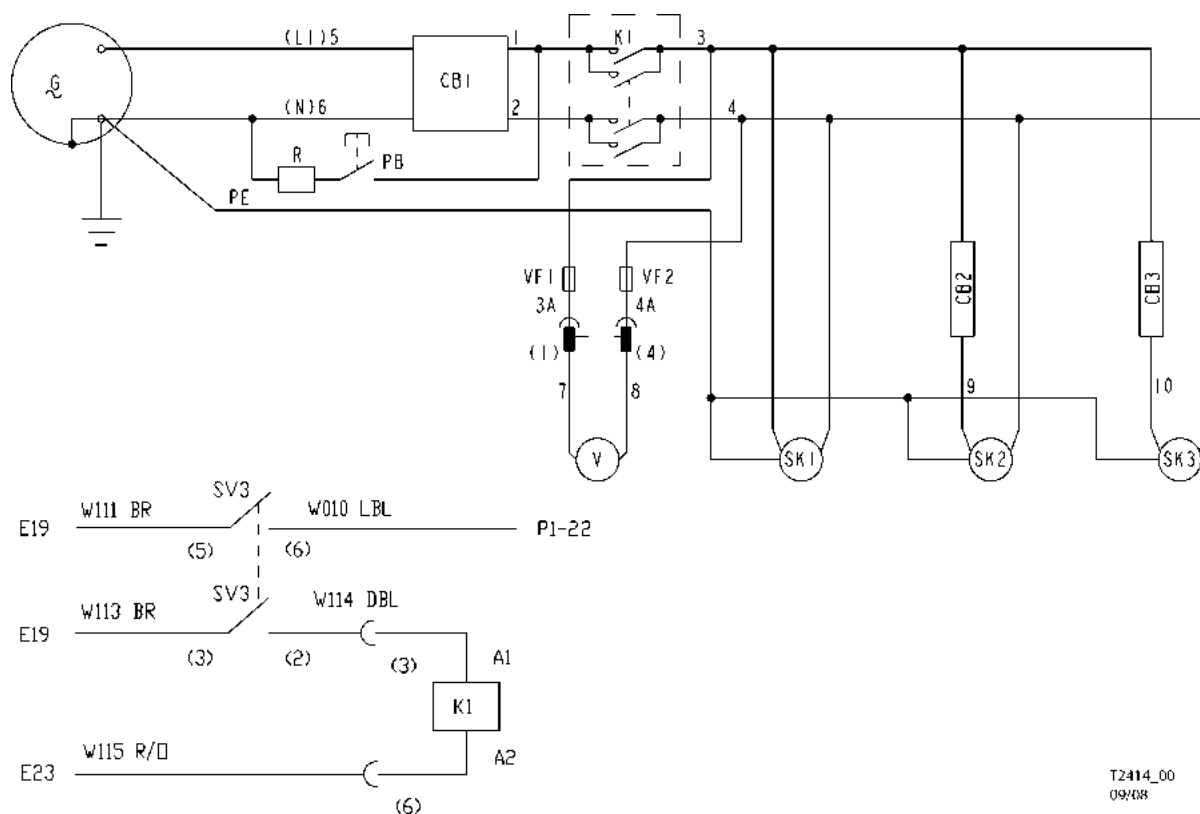 (L1)5
1
K1
3
G
CB1
(N)6
2
4
R
PB
PE
VF1
VF2
CB2
CB3
3A
4A
(1)
(4)
7
8
9
10
V
SK1
SK2
SK3
SV3
W111 BR
W010 LBL
E19
P1-22
(5)
(6)
SV3
W113 BR
W114 DBL
E19
(3)
(2)
(3)
A1
K1
W115 R/O
A2
E23
(6)
T2414_00
09/08